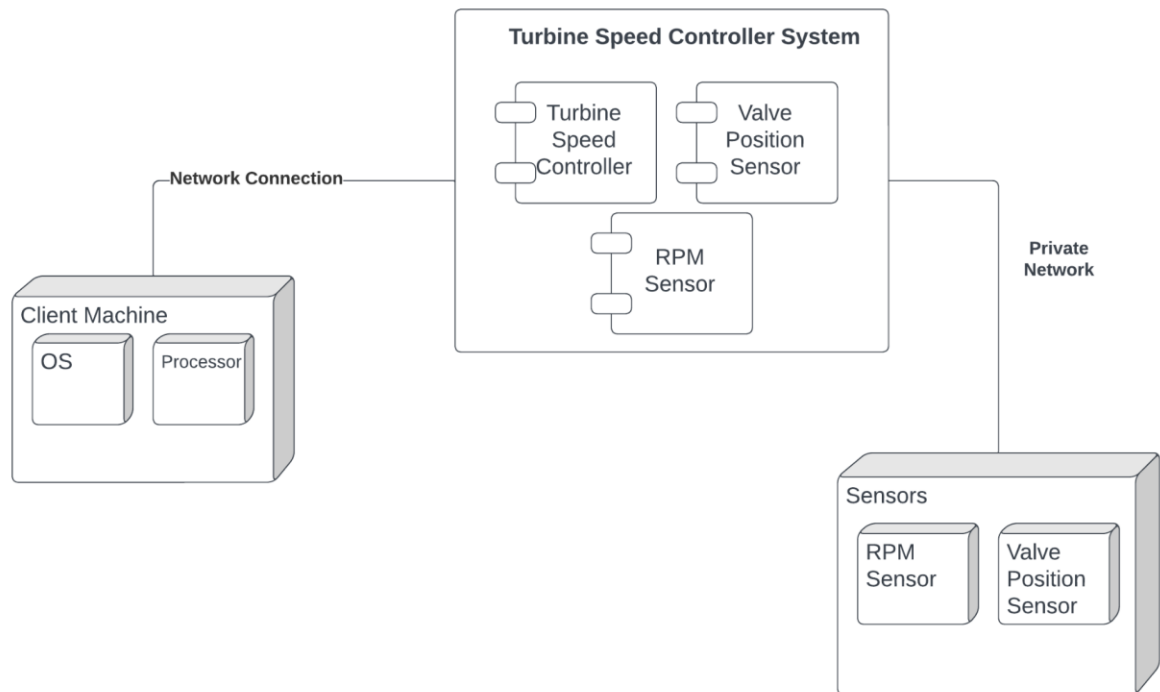 Turbine Speed Controller System
Turbine
Speed
Controller
Valve
Position
Sensor
RPM
Sensor
Network Connection
Private
Network
Client Machine
OS
Processor
Sensors
RPM
Sensor
Valve
Position
Sensor